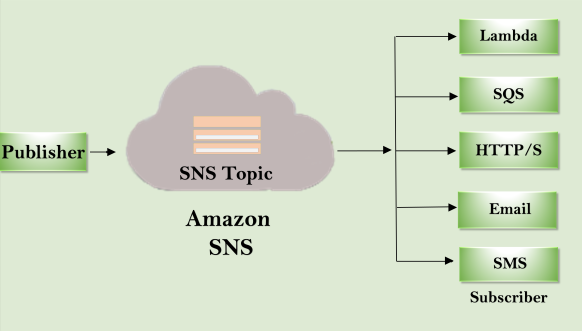 Publisher
SNS Topic
Amazon
SNS
Lambda
SQS
HTTP/S
Email
SMS
Subscriber